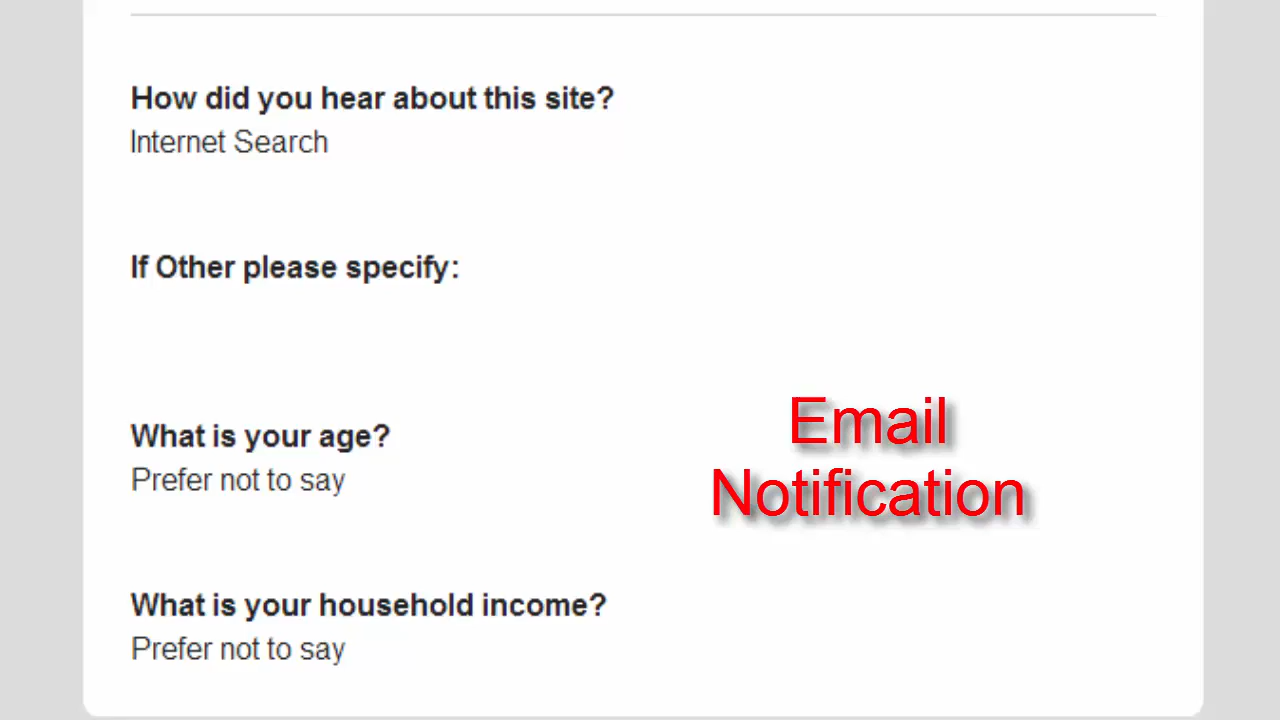 How did you hear about this site?
Internet Search
If Other please specify:
What is your age?
Prefer not to say
Email
Notification
What is your household income?
Prefer not to say